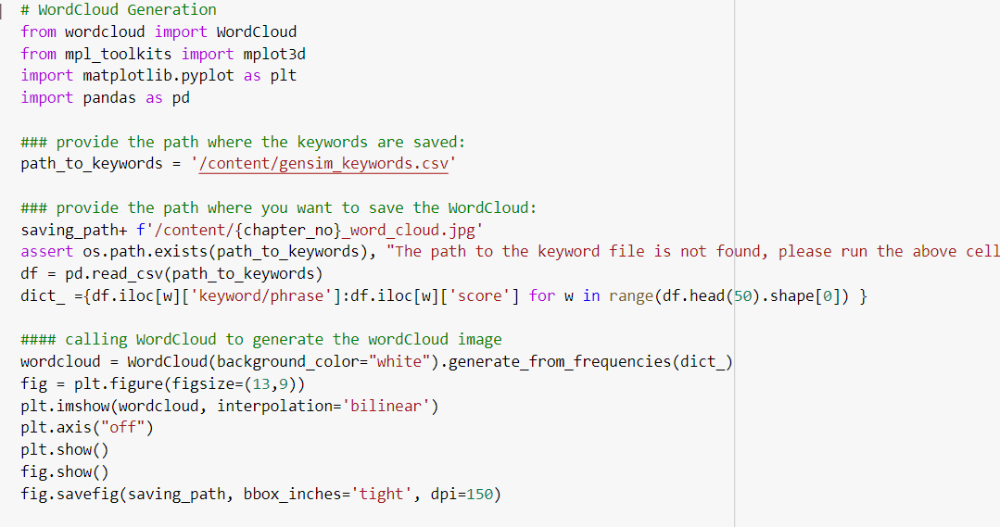 # WordCloud Generation
from wordcloud import WordCloud
from mpl_toolkits import mplot3d
import matplotlib.pyplot as plt
import pandas as pd
### provide the path where the keywords are saved:
path_to_keywords = '/content/gensim_keywords.csv'
### provide the path where you want to save the WordCloud:
saving_path+ f'/content/{chapter_no}_word_cloud.jpg'
assert os.path.exists(path_to_keywords), "The path to the keyword file is not found, please run the above cell
df = pd.read_csv(path_to_keywords)
dict_ ={df.iloc[w]['keyword/phrase']:df.iloc[w]['score'] for w in range(df.head(50).shape[0]) }
#### calling WordCloud to generate the wordCloud image
wordcloud = WordCloud(background_color="white").generate_from_frequencies(dict_)
fig = plt.figure(figsize=(13,9))
plt.imshow(wordcloud, interpolation='bilinear')
plt.axis("off")
plt.show()
fig.show()
fig.savefig(saving_path, bbox_inches='tight', dpi=150)